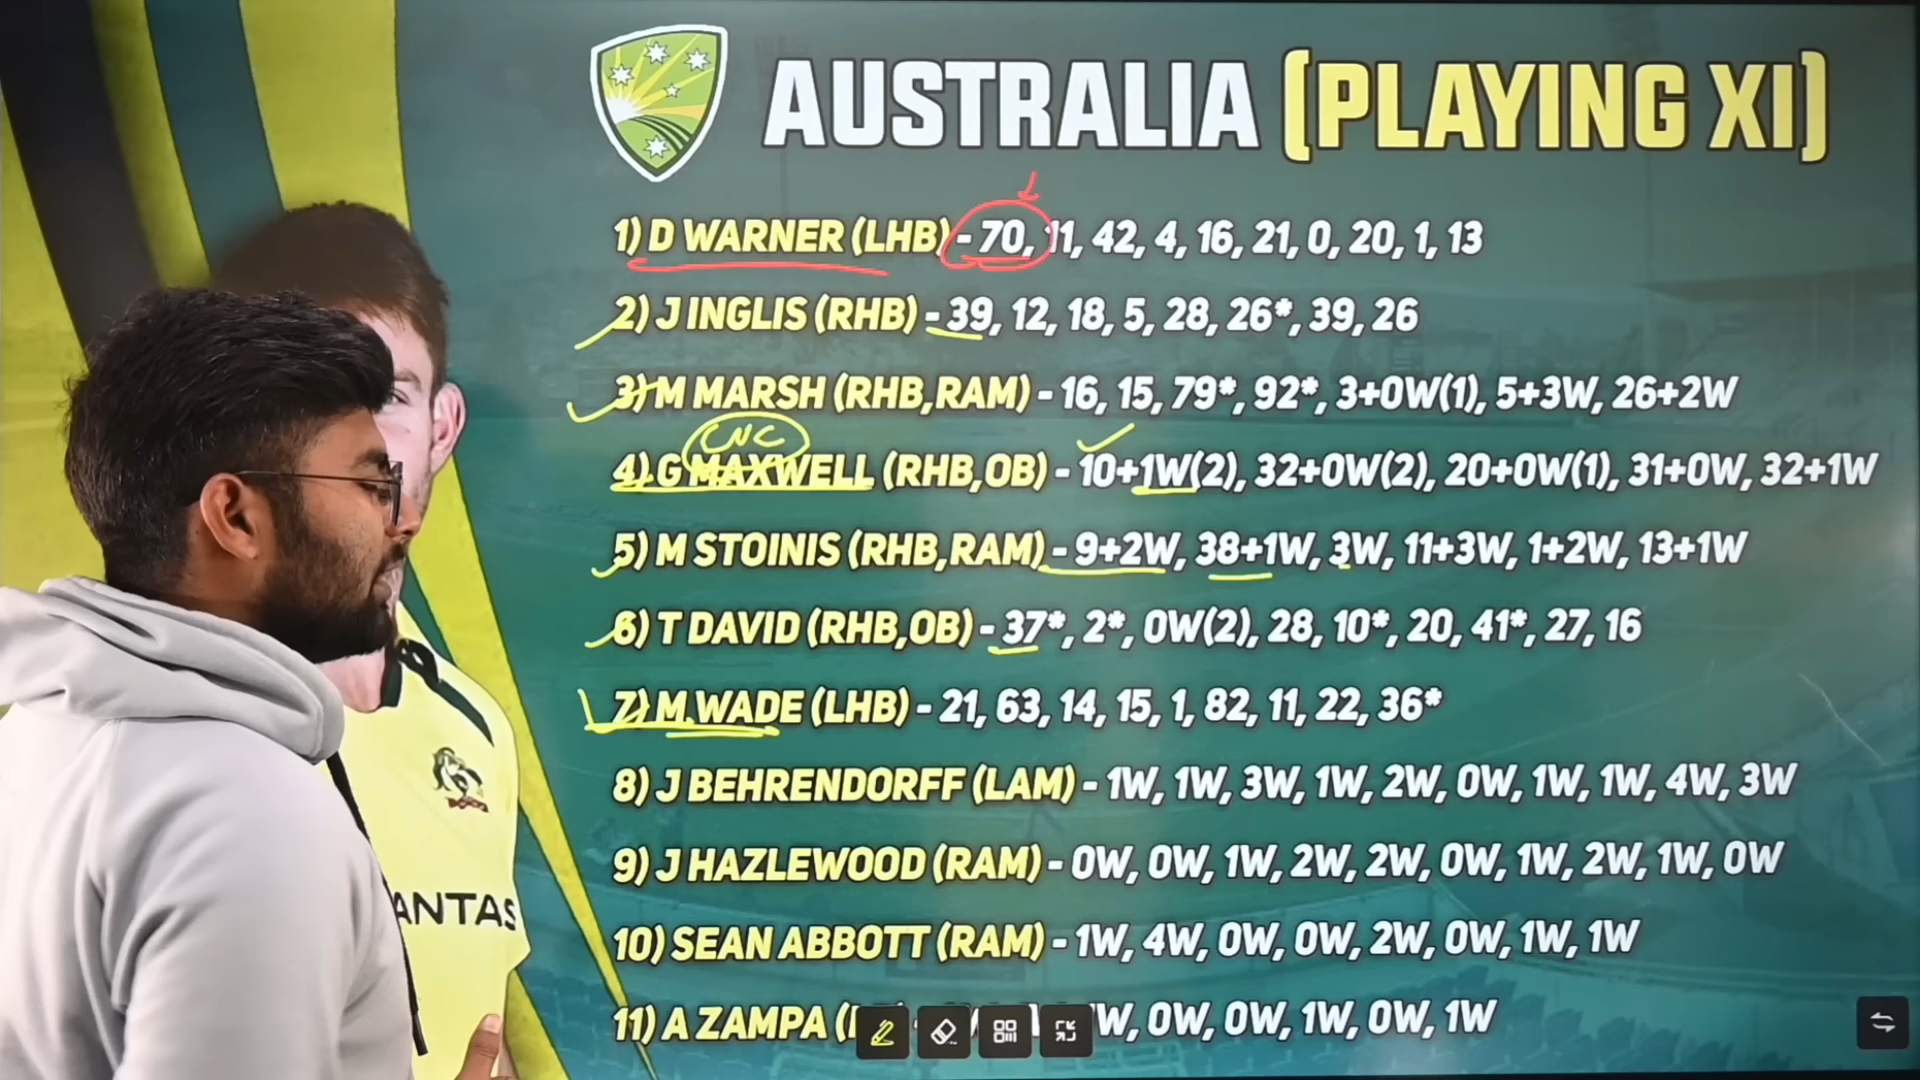 AUSTRALIA (PLAYING XI)
1) D WARNER (LHB) - 70, 11, 42, 4, 16, 21, 0, 20, 1, 13
2) J INGLIS (RHB) - 39, 12, 18, 5, 28, 26*, 39, 26
3) M MARSH (RHB,RAM) - 16, 15, 79*, 92*, 3+0W(1), 5+3W, 26+2W
CNC
4) G MAXWELL (RHB,OB) - 10+1W(2), 32+0W(2), 20+0W(1), 31+0W, 32+1W
5) M STOINIS (RHB,RAM) - 9+2W, 38+1W, 3W, 11+3W, 1+2W, 13+1W
6) T DAVID (RHB,OB) - 37*, 2*, 0W(2), 28, 10*, 20, 41*, 27, 16
7) M WADE (LHB) - 21, 63, 14, 15, 1, 82, 11, 22, 36*
8) J BEHRENDORFF (LAM) - 1W, 1W, 3W, 1W, 2W, 0W, 1W, 1W, 4W, 3W
9) J HAZLEWOOD (RAM) - 0W, 0W, 1W, 2W, 2W, 0W, 1W, 2W, 1W, 0W
ANTAS
10) SEAN ABBOTT (RAM) - 1W, 4W, 0W, 0W, 2W, 0W, 1W, 1W
11) A ZAMPA ( W, 0W, 0W, 1W, 0W, 1W